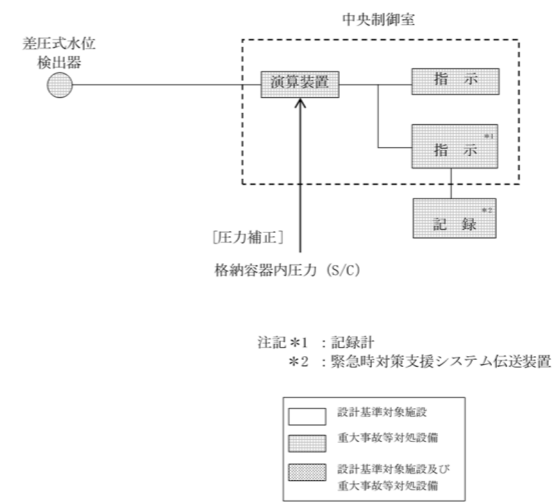 中央制御室
差圧式水位
検出器
演算装置
指 示
指 示 *1
記 録 *2
[圧力補正]
格納容器内圧力 (S/C)
注記*1 :記録計
*2 :緊急時対策支援システム伝送装置
設計基準対象施設
重大事故等対処設備
設計基準対象施設及び
重大事故等対処設備